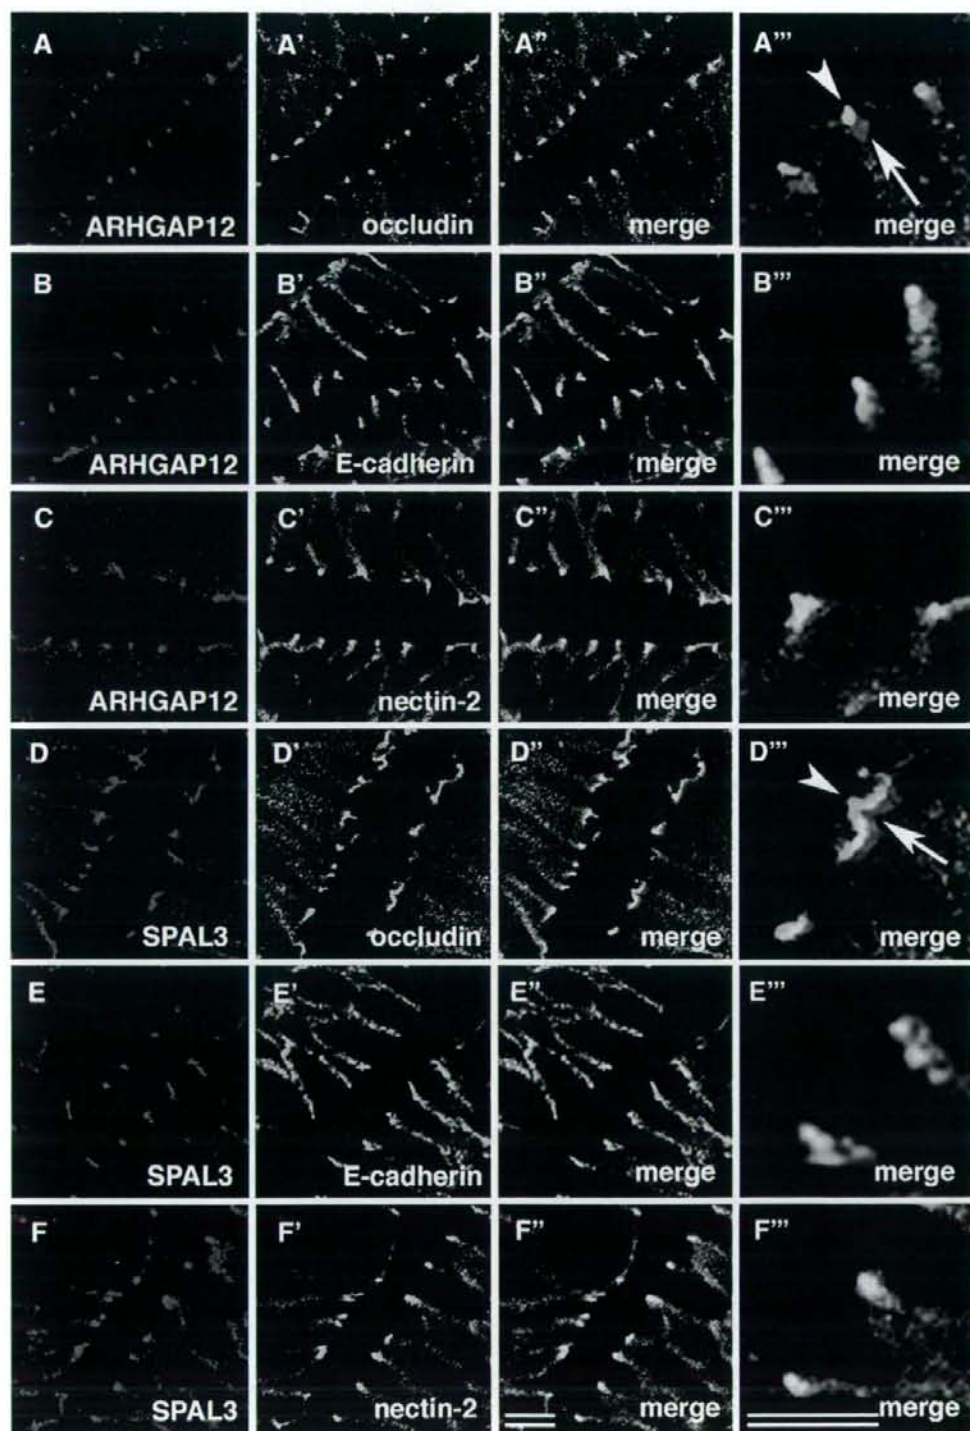 A A' A'' A'''
ARHGAP12 occludin merge merge
B B' B'' B'''
ARHGAP12 E-cadherin merge merge
C C' C'' C'''
ARHGAP12 nectin-2 merge merge
D D' D'' D'''
SPAL3 occludin merge merge
E E' E'' E'''
SPAL3 E-cadherin merge merge
F F' F'' F'''
SPAL3 nectin-2 merge merge